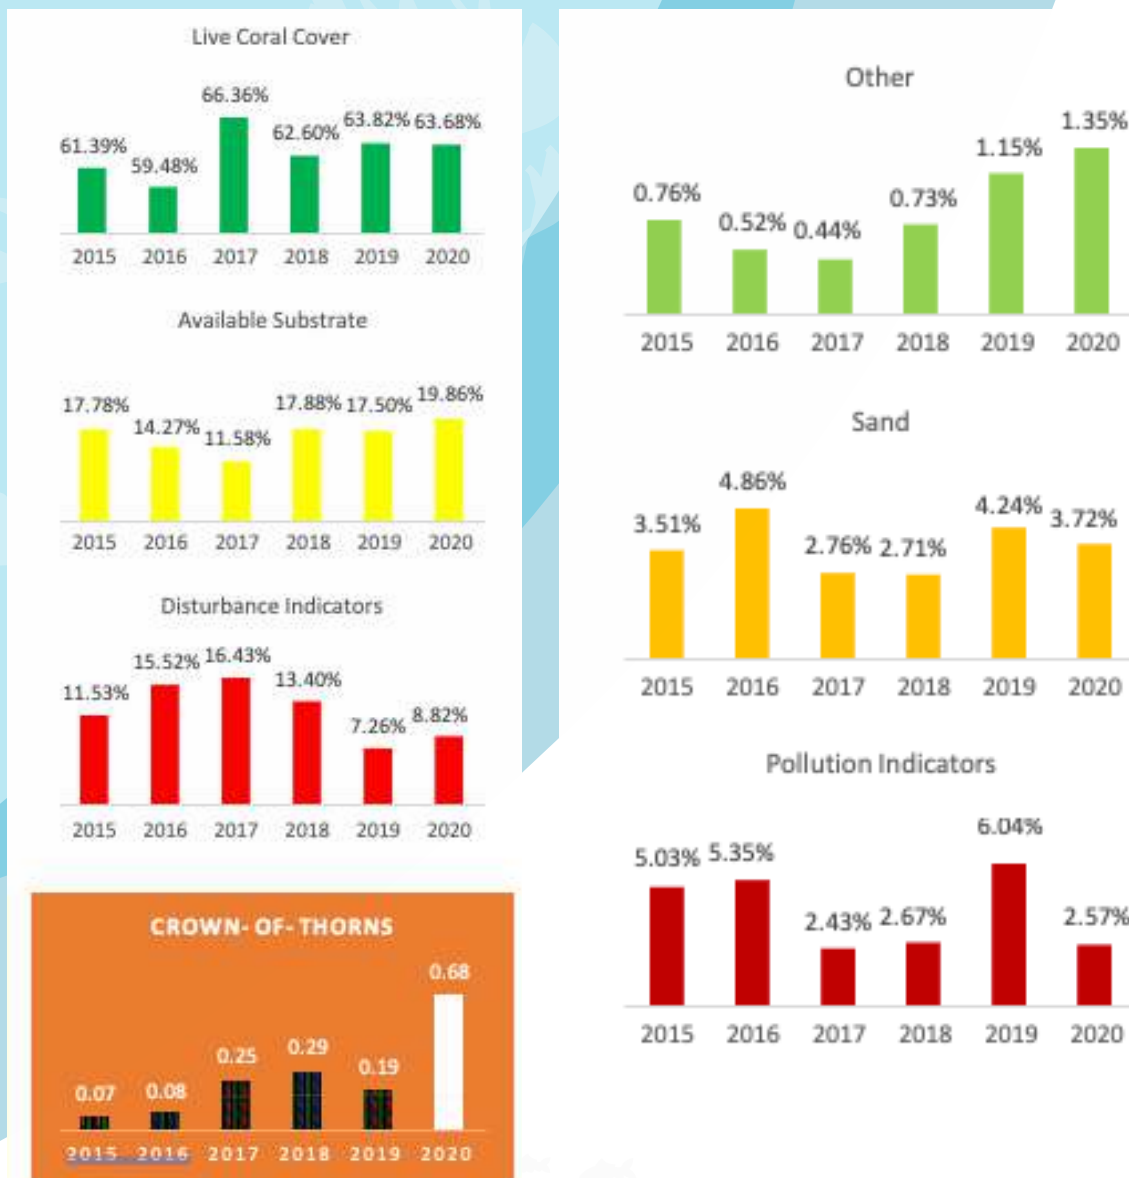 Live Coral Cover
61.39% 59.48% 66.36% 62.60% 63.82% 63.68%
2015 2016 2017 2018 2019 2020
Available Substrate
17.78% 14.27% 11.58% 17.88% 17.50% 19.86%
2015 2016 2017 2018 2019 2020
Disturbance Indicators
11.53% 15.52% 16.43% 13.40% 7.26% 8.82%
2015 2016 2017 2018 2019 2020
CROWN-OF-THORNS
0.07 0.08 0.25 0.29 0.19 0.68
2015 2016 2017 2018 2019 2020
Other
0.76% 0.52% 0.44% 0.73% 1.15% 1.35%
2015 2016 2017 2018 2019 2020
Sand
3.51% 4.86% 2.76% 2.71% 4.24% 3.72%
2015 2016 2017 2018 2019 2020
Pollution Indicators
5.03% 5.35% 2.43% 2.67% 6.04% 2.57%
2015 2016 2017 2018 2019 2020